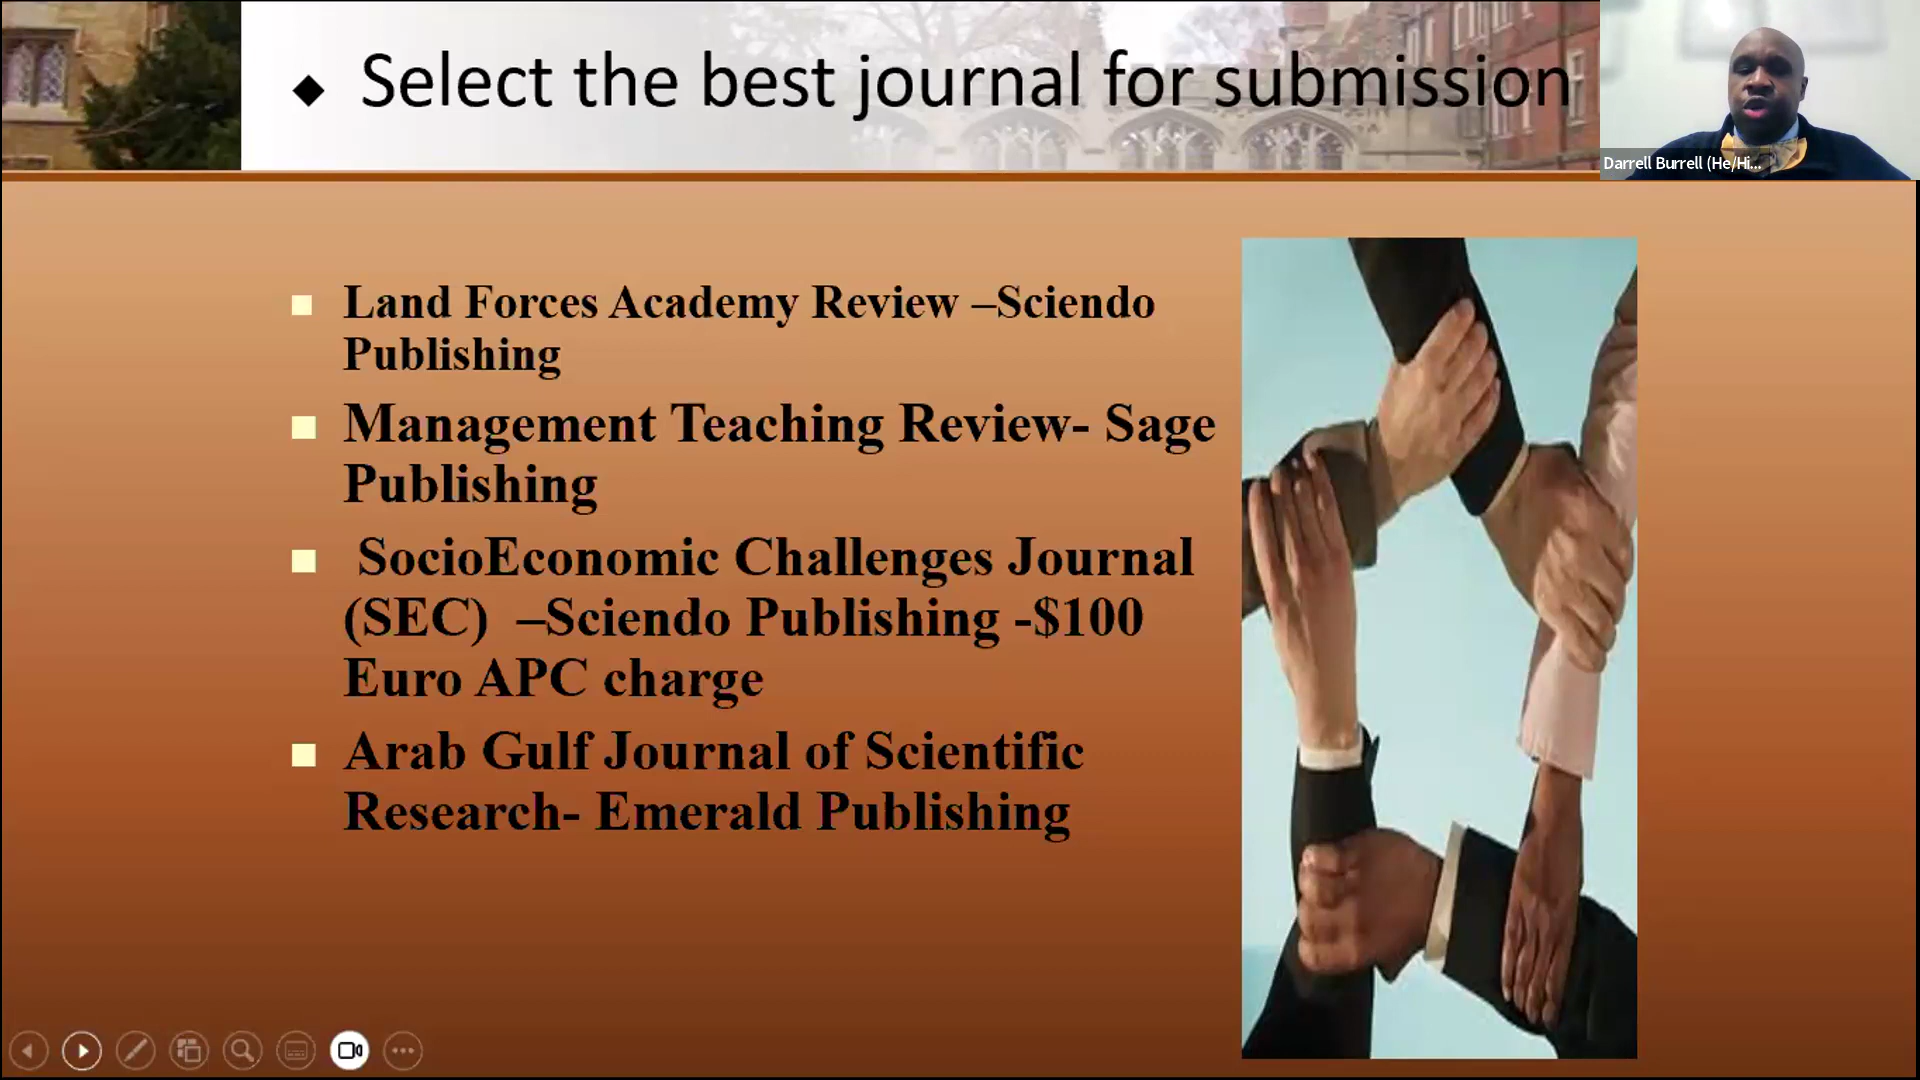 Select the best journal for submission
Darrell Burrell (He/Hi...
Land Forces Academy Review –Sciendo
Publishing
Management Teaching Review- Sage
Publishing
SocioEconomic Challenges Journal
(SEC) –Sciendo Publishing -$100
Euro APC charge
Arab Gulf Journal of Scientific
Research- Emerald Publishing